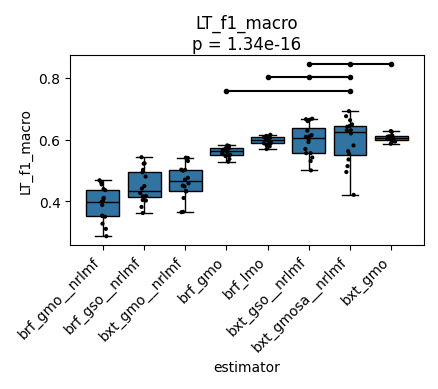 LT_f1_macro
p = 1.34e-16
LT_f1_macro
0.8
0.6
0.4
brf_gmo__nrlmf
brf_gso__nrlmf
bxt_gmo__nrlmf
brf_gmo
brf_lmo
bxt_gso__nrlmf
bxt_gmosa__nrlmf
bxt_gmo
estimator